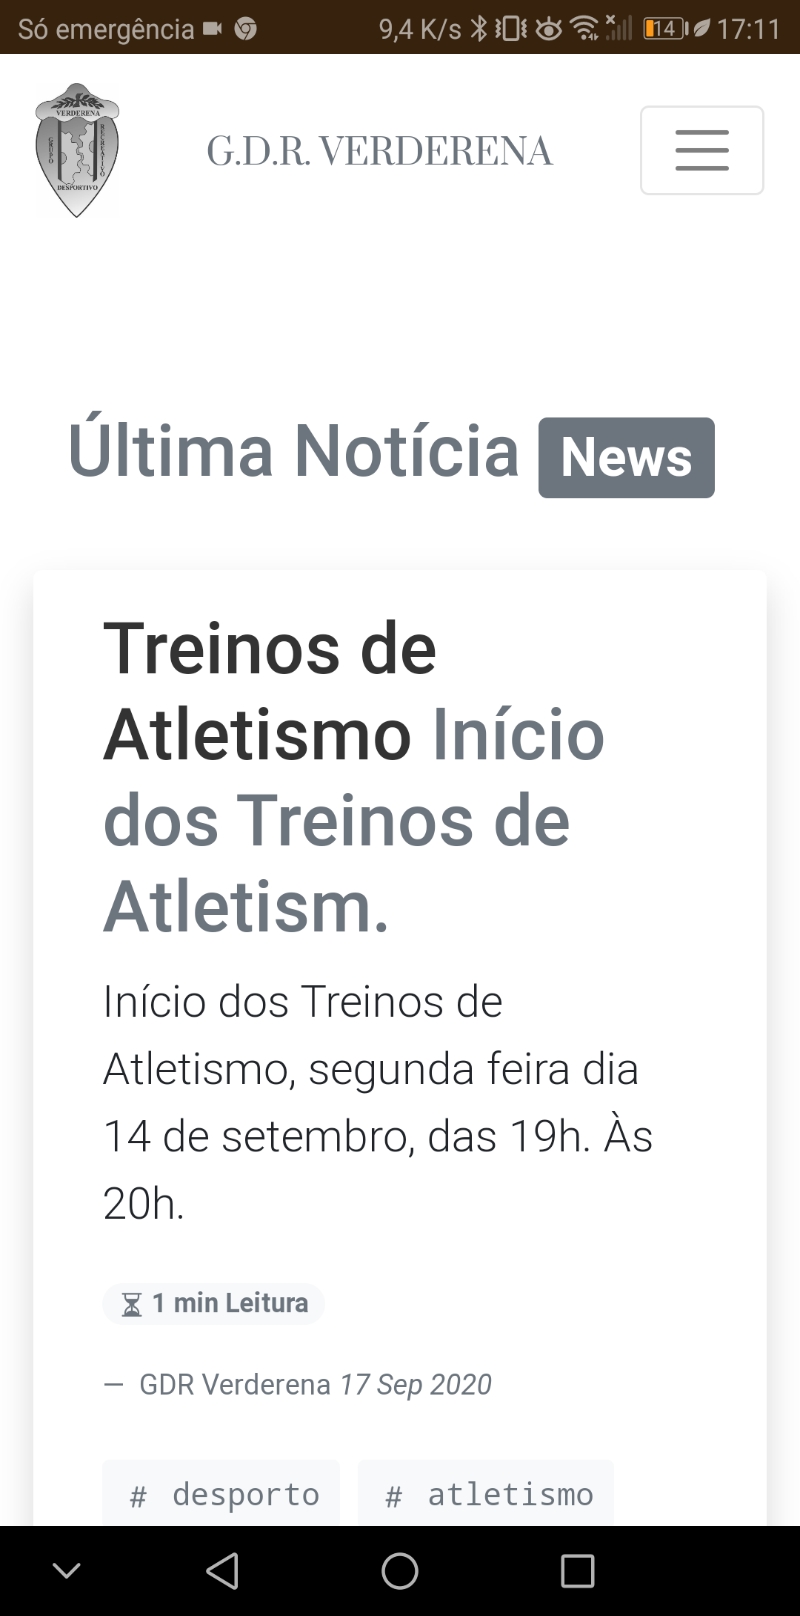 Só emergência 9,4 K/s 14 17:11
VERDERENA
GRUPO
RECREATIVO
DESPORTIVO
G.D.R. VERDERENA
Última Notícia News
Treinos de
Atletismo Início
dos Treinos de
Atletism.
Início dos Treinos de
Atletismo, segunda feira dia
14 de setembro, das 19h. Às
20h.
1 min Leitura
— GDR Verderena 17 Sep 2020
# desporto # atletismo